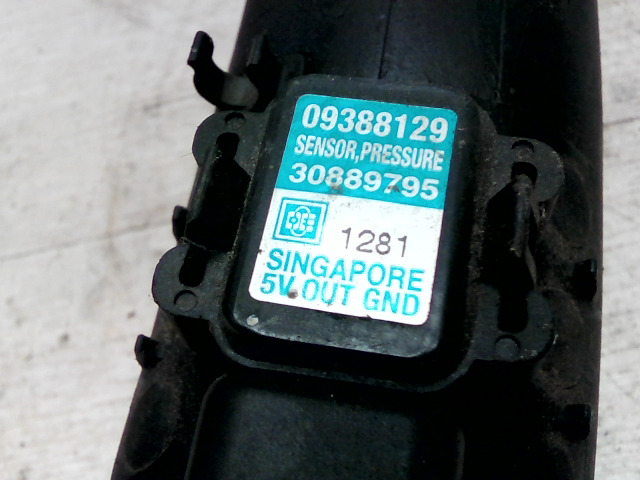 09388129
SENSOR,PRESSURE
30889795
1281
SINGAPORE
5V OUT GND